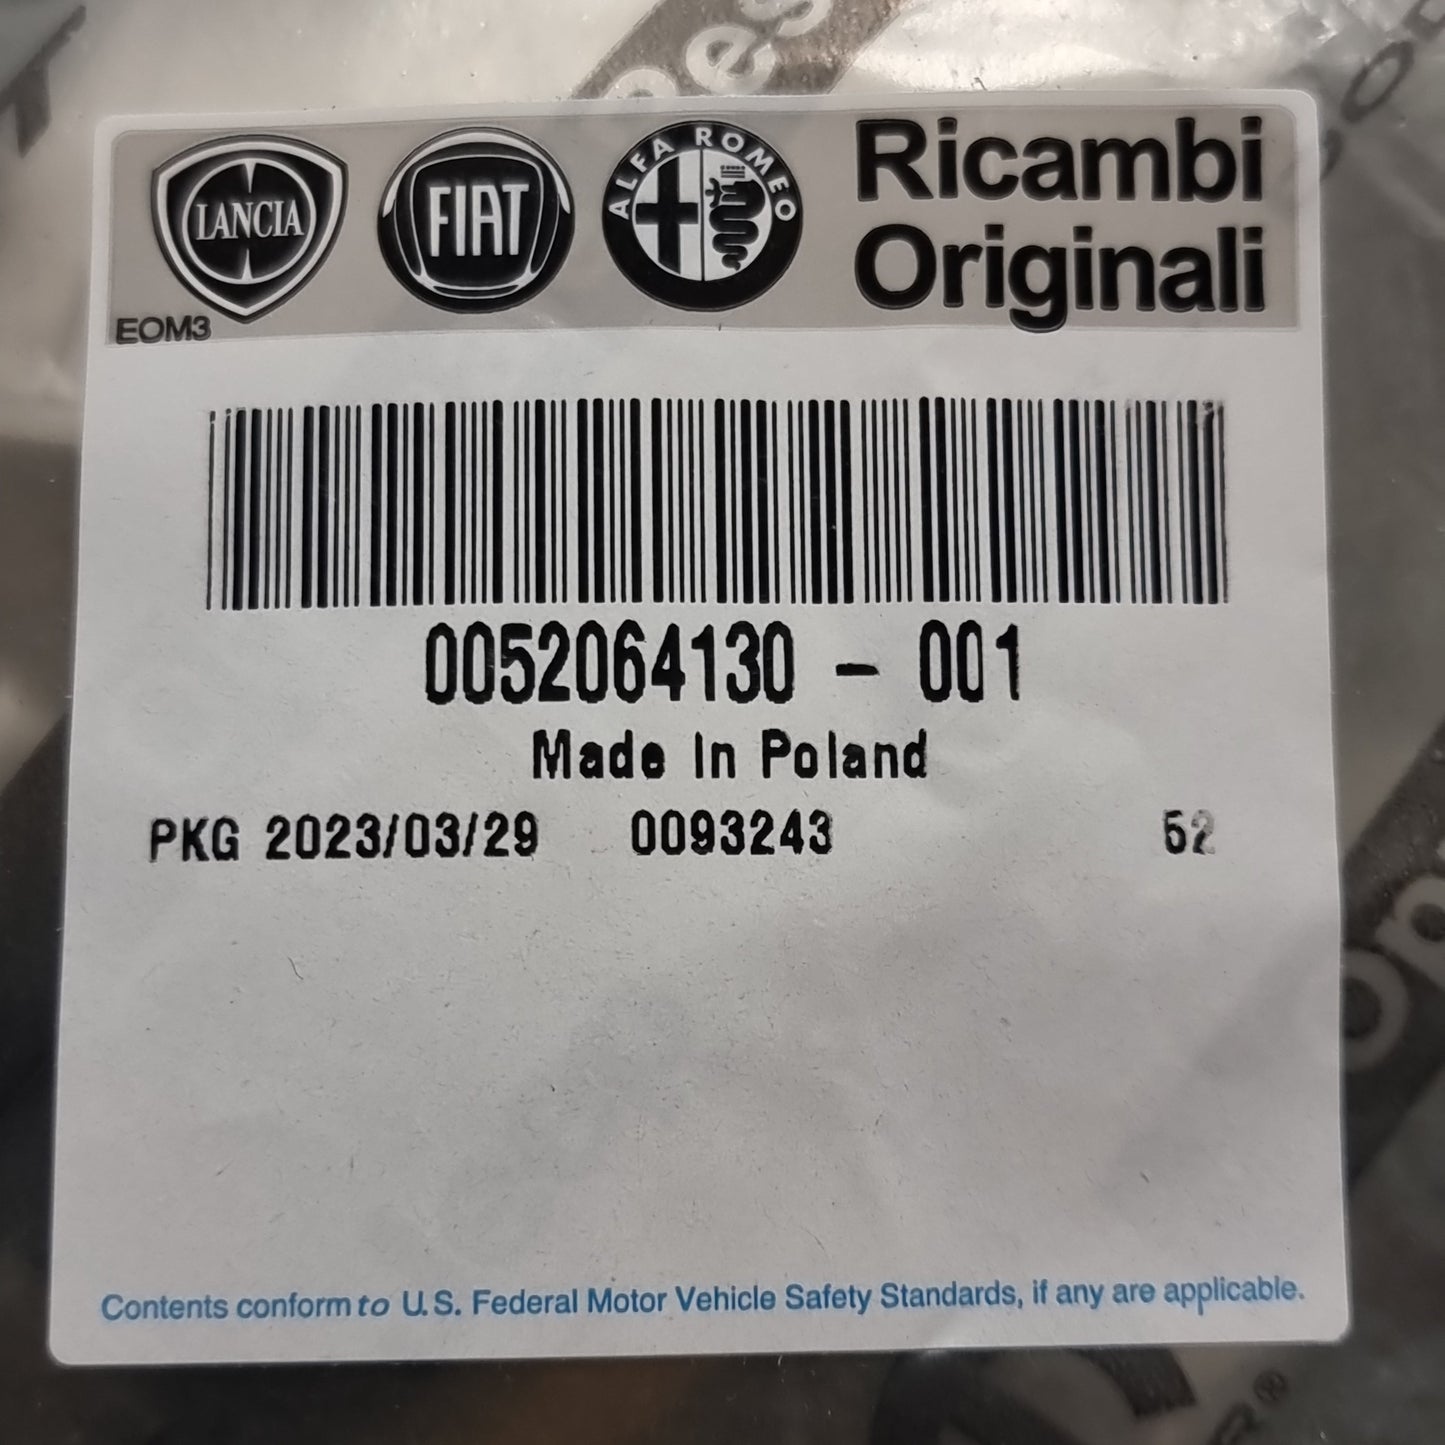 LANCIA
FIAT
ALFA ROMEO
Ricambi
Originali
EOM3
0052064130 - 001
Made In Poland
PKG 2023/03/29 0093243 52
Contents conform to U.S. Federal Motor Vehicle Safety Standards, if any are applicable.